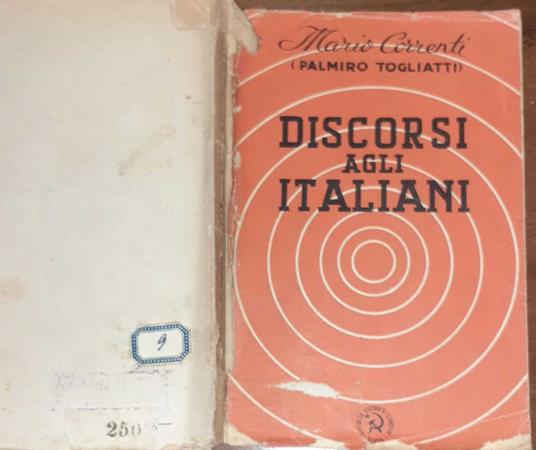 9
250
Mario Correnti
(PALMIRO TOGLIATTI)
DISCORSI
AGLI
ITALIANI